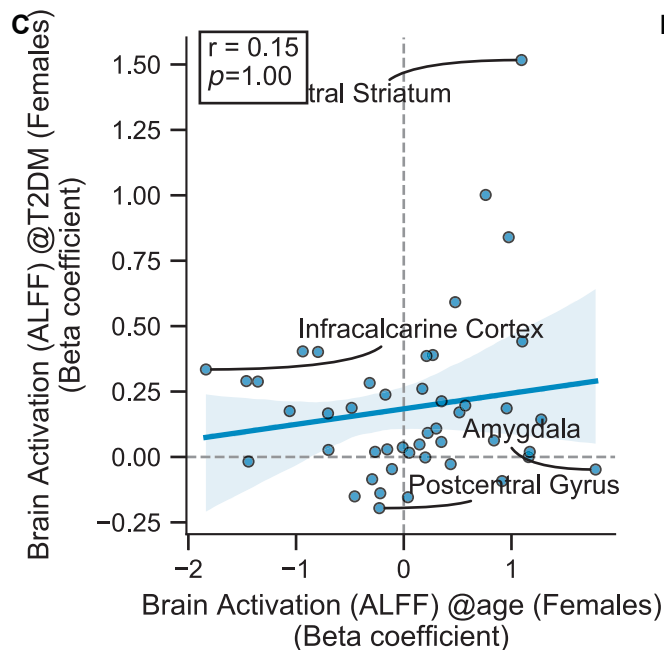 C
r = 0.15
p=1.00
tral Striatum
Infracalcarine Cortex
Amygdala
Postcentral Gyrus
1.50
1.25
1.00
0.75
0.50
0.25
0.00
−0.25
−2
−1
0
1
Brain Activation (ALFF) @T2DM (Females)
(Beta coefficient)
Brain Activation (ALFF) @age (Females)
(Beta coefficient)